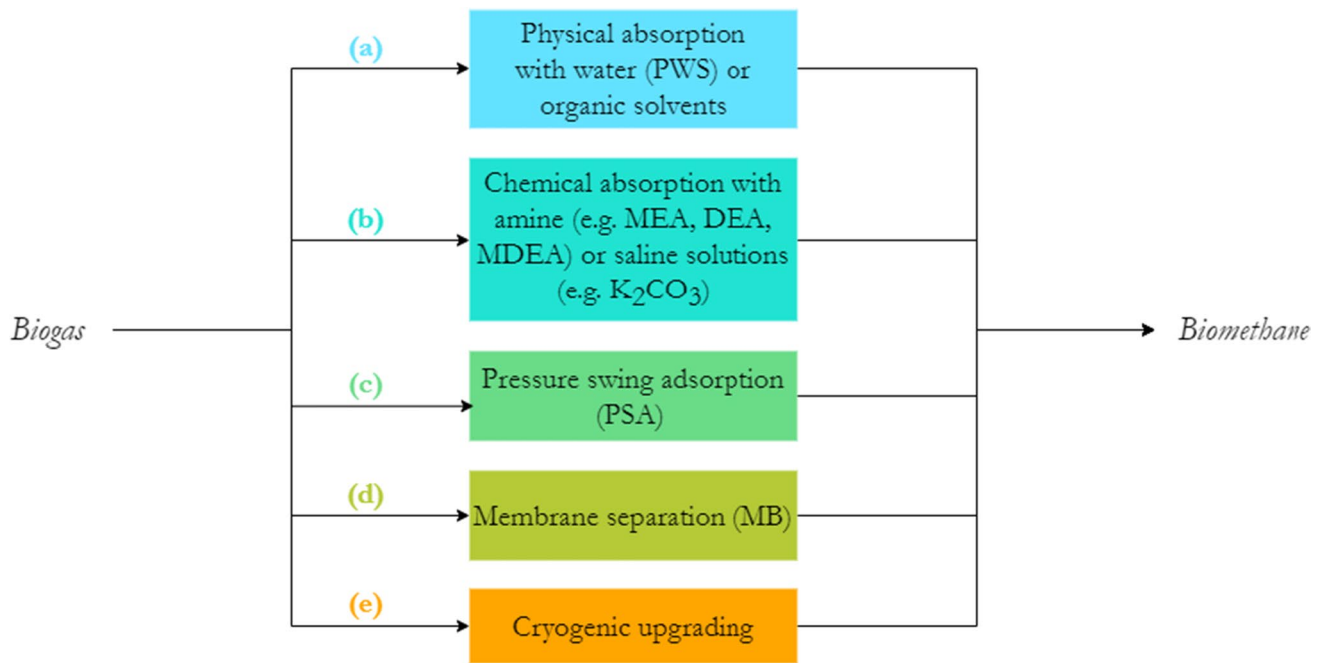 (a)
Physical absorption
with water (PWS) or
organic solvents
(b)
Chemical absorption with
amine (e.g. MEA, DEA,
MDEA) or saline solutions
(e.g. K2CO3)
Biogas
Biomethane
(c)
Pressure swing adsorption
(PSA)
(d)
Membrane separation (MB)
(e)
Cryogenic upgrading